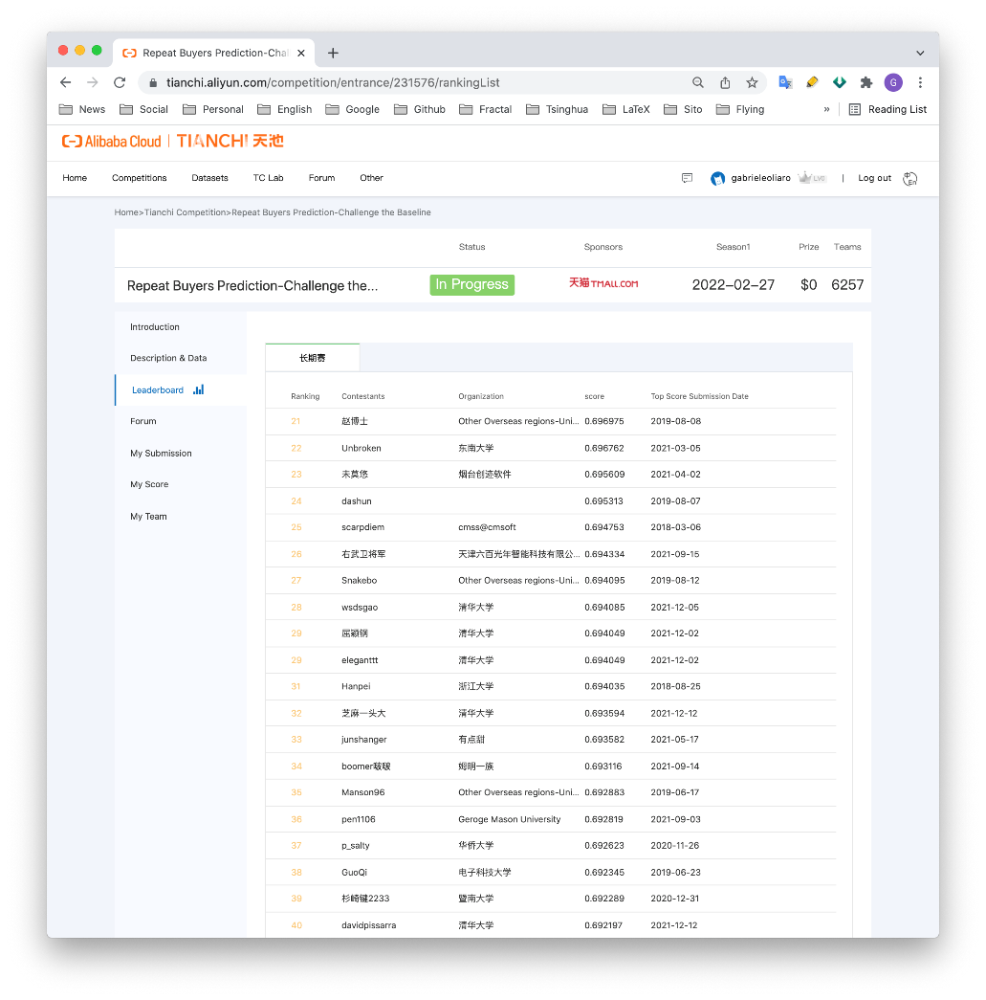 Repeat Buyers Prediction-Chal
tianchi.aliyun.com/competition/entrance/231576/rankingList
G
News Social Personal English Google Github Fractal Tsinghua LaTeX Sito Flying » Reading List
Alibaba Cloud | TIANCHI 天池
Home Competitions Datasets TC Lab Forum Other gabrieleoliaro LV0 | Log out 中 En
Home>Tianchi Competition>Repeat Buyers Prediction-Challenge the Baseline
Status Sponsors Season1 Prize Teams
Repeat Buyers Prediction-Challenge the... In Progress 天猫 TMALL.COM 2022-02-27 $0 6257
Introduction
Description & Data
Leaderboard
Forum
My Submission
My Score
My Team
长期赛
Ranking Contestants Organization score Top Score Submission Date
21 赵博士 Other Overseas regions-Uni... 0.696975 2019-08-08
22 Unbroken 东南大学 0.696762 2021-03-05
23 未莫悠 烟台创迹软件 0.695609 2021-04-02
24 dashun 0.695313 2019-08-07
25 scarpdiem cmss@cmsoft 0.694753 2018-03-06
26 右武卫将军 天津六百光年智能科技有限公... 0.694334 2021-09-15
27 Snakebo Other Overseas regions-Uni... 0.694095 2019-08-12
28 wsdsgao 清华大学 0.694085 2021-12-05
29 屈颖钢 清华大学 0.694049 2021-12-02
29 eleganttt 清华大学 0.694049 2021-12-02
31 Hanpei 浙江大学 0.694035 2018-08-25
32 芝麻一头大 清华大学 0.693594 2021-12-12
33 junshanger 有点甜 0.693582 2021-05-17
34 boomer啵啵 姆明一族 0.693116 2021-09-14
35 Manson96 Other Overseas regions-Uni... 0.692883 2019-06-17
36 pen1106 Geroge Mason University 0.692819 2021-09-03
37 p_salty 华侨大学 0.692623 2020-11-26
38 GuoQi 电子科技大学 0.692345 2019-06-23
39 杉崎键2233 暨南大学 0.692289 2020-12-31
40 davidpissarra 清华大学 0.692197 2021-12-12